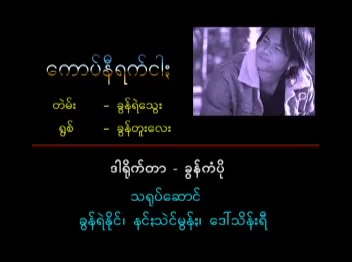 ကောပ်နီရက်ငါး
တဲမ်း - ခွန်ရဲသွေး
ရွစ် - ခွန်တူးလေး
ဒါရိုက်တာ - ခွန်ကံပို
သရုပ်ဆောင်
ခွန်ရဲနိုင်၊ နင်းသဲင်မွန်း၊ ဒေါ်သိန်းရီ